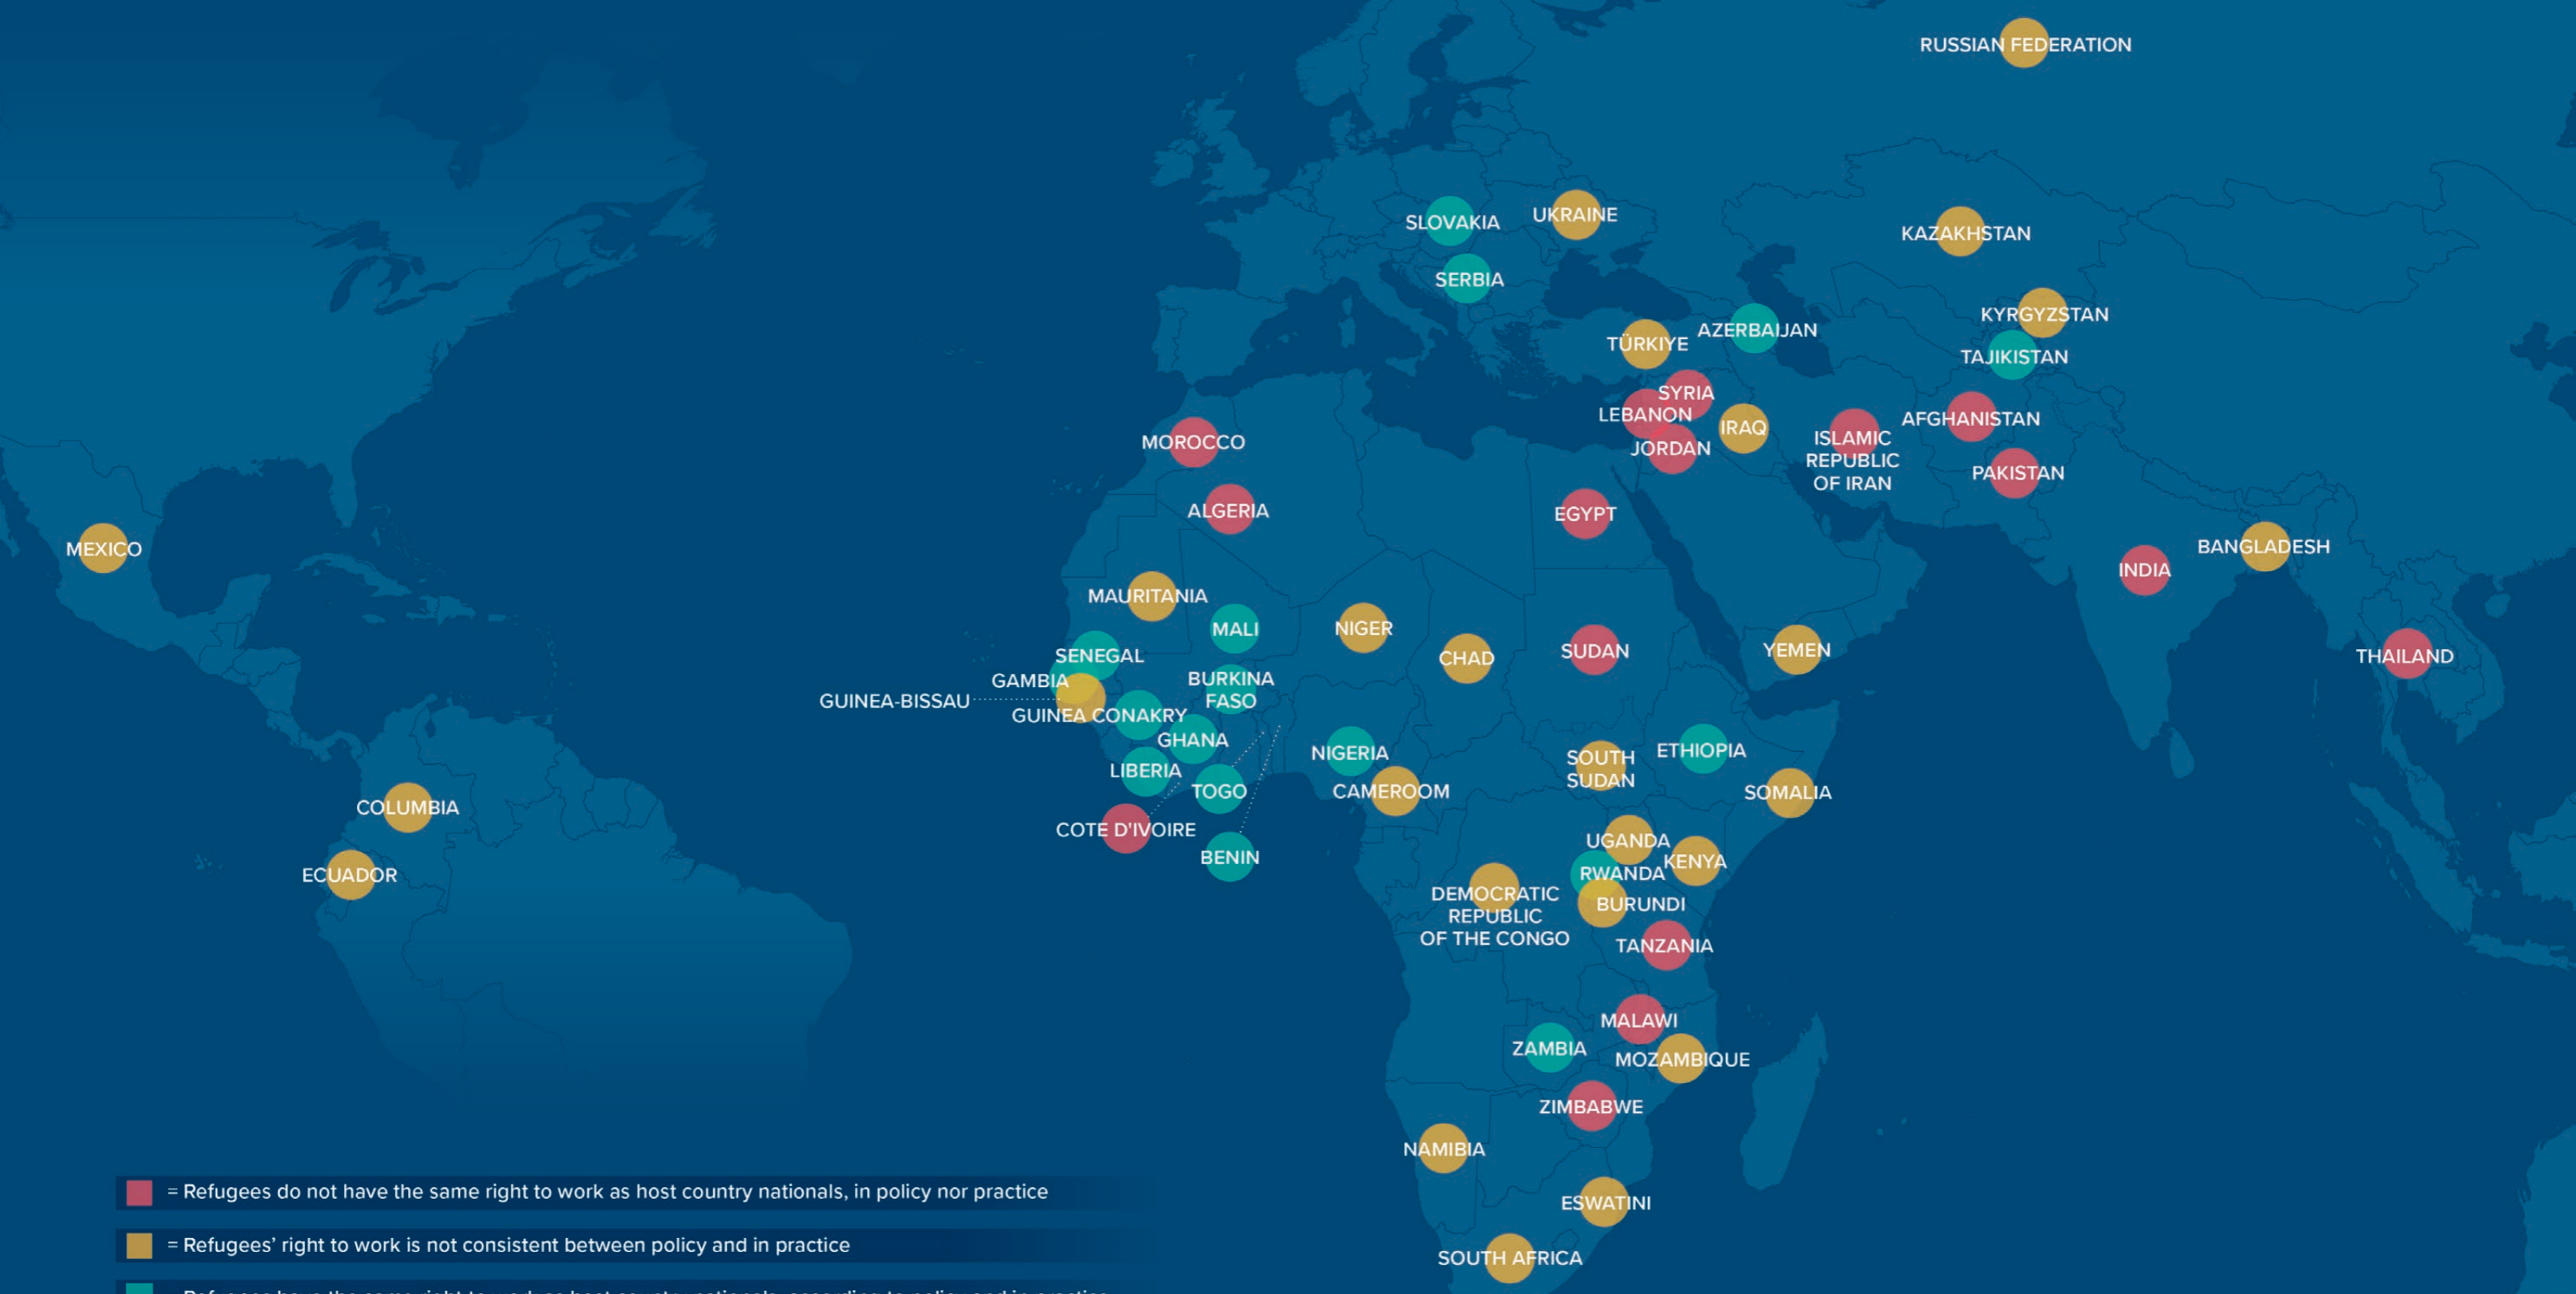 RUSSIAN FEDERATION
SLOVAKIA
UKRAINE
KAZAKHSTAN
SERBIA
KYRGYZSTAN
TÜRKIYE
AZERBAIJAN
TAJIKISTAN
SYRIA
LEBANON
IRAQ
JORDAN
ISLAMIC
REPUBLIC
OF IRAN
AFGHANISTAN
PAKISTAN
MOROCCO
ALGERIA
EGYPT
MEXICO
BANGLADESH
INDIA
MAURITANIA
MALI
NIGER
CHAD
SUDAN
YEMEN
THAILAND
SENEGAL
GAMBIA
GUINEA-BISSAU
BURKINA
FASO
GUINEA CONAKRY
GHANA
LIBERIA
TOGO
NIGERIA
CAMEROOM
SOUTH
SUDAN
ETHIOPIA
SOMALIA
COLUMBIA
COTE D'IVOIRE
BENIN
ECUADOR
UGANDA
KENYA
RWANDA
DEMOCRATIC
REPUBLIC
OF THE CONGO
BURUNDI
TANZANIA
MALAWI
ZAMBIA
MOZAMBIQUE
ZIMBABWE
NAMIBIA
ESWATINI
SOUTH AFRICA
= Refugees do not have the same right to work as host country nationals, in policy nor practice
= Refugees' right to work is not consistent between policy and in practice